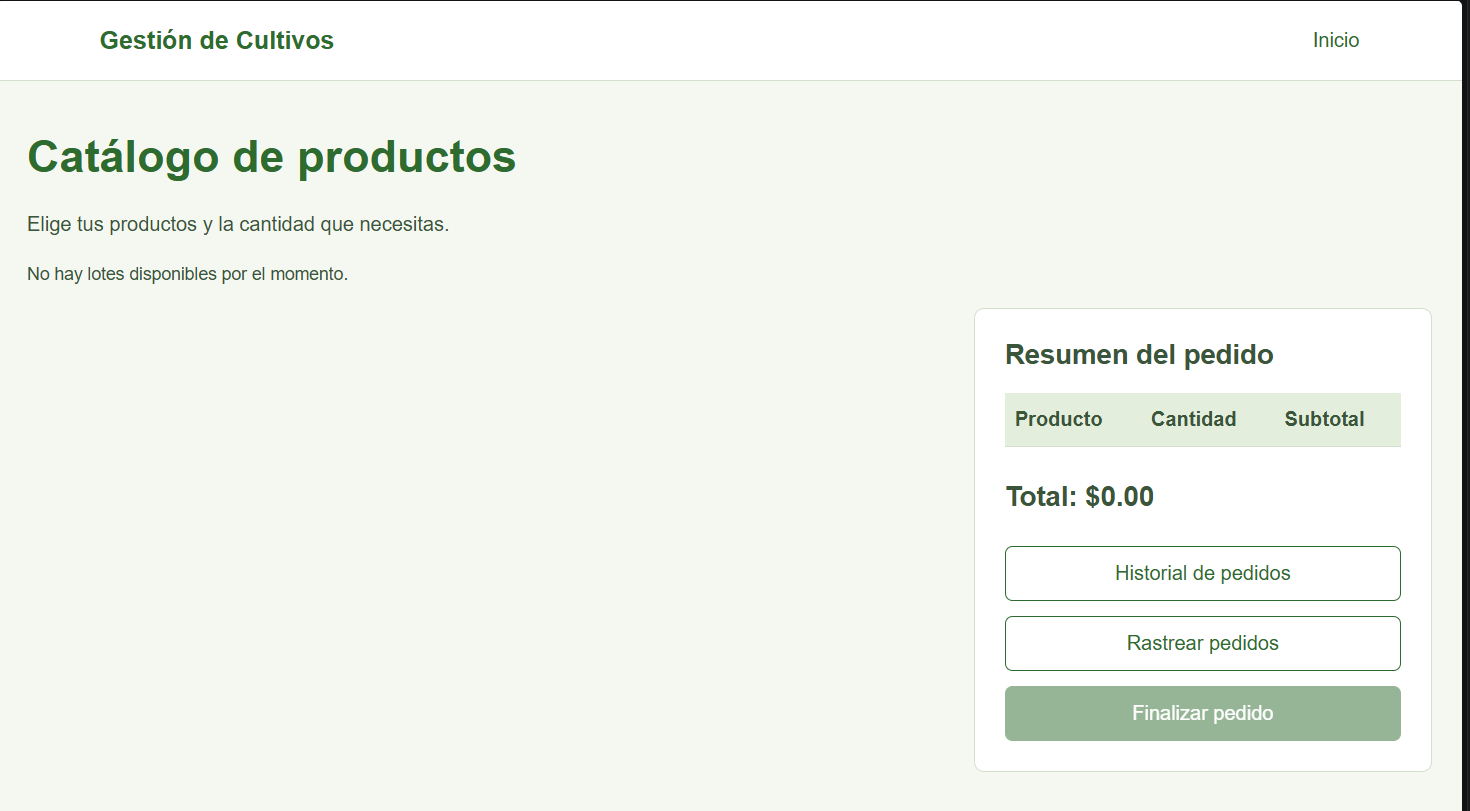 Gestión de Cultivos
Inicio
Catálogo de productos
Elige tus productos y la cantidad que necesitas.
No hay lotes disponibles por el momento.
Resumen del pedido
Producto Cantidad Subtotal
Total: $0.00
Historial de pedidos
Rastrear pedidos
Finalizar pedido